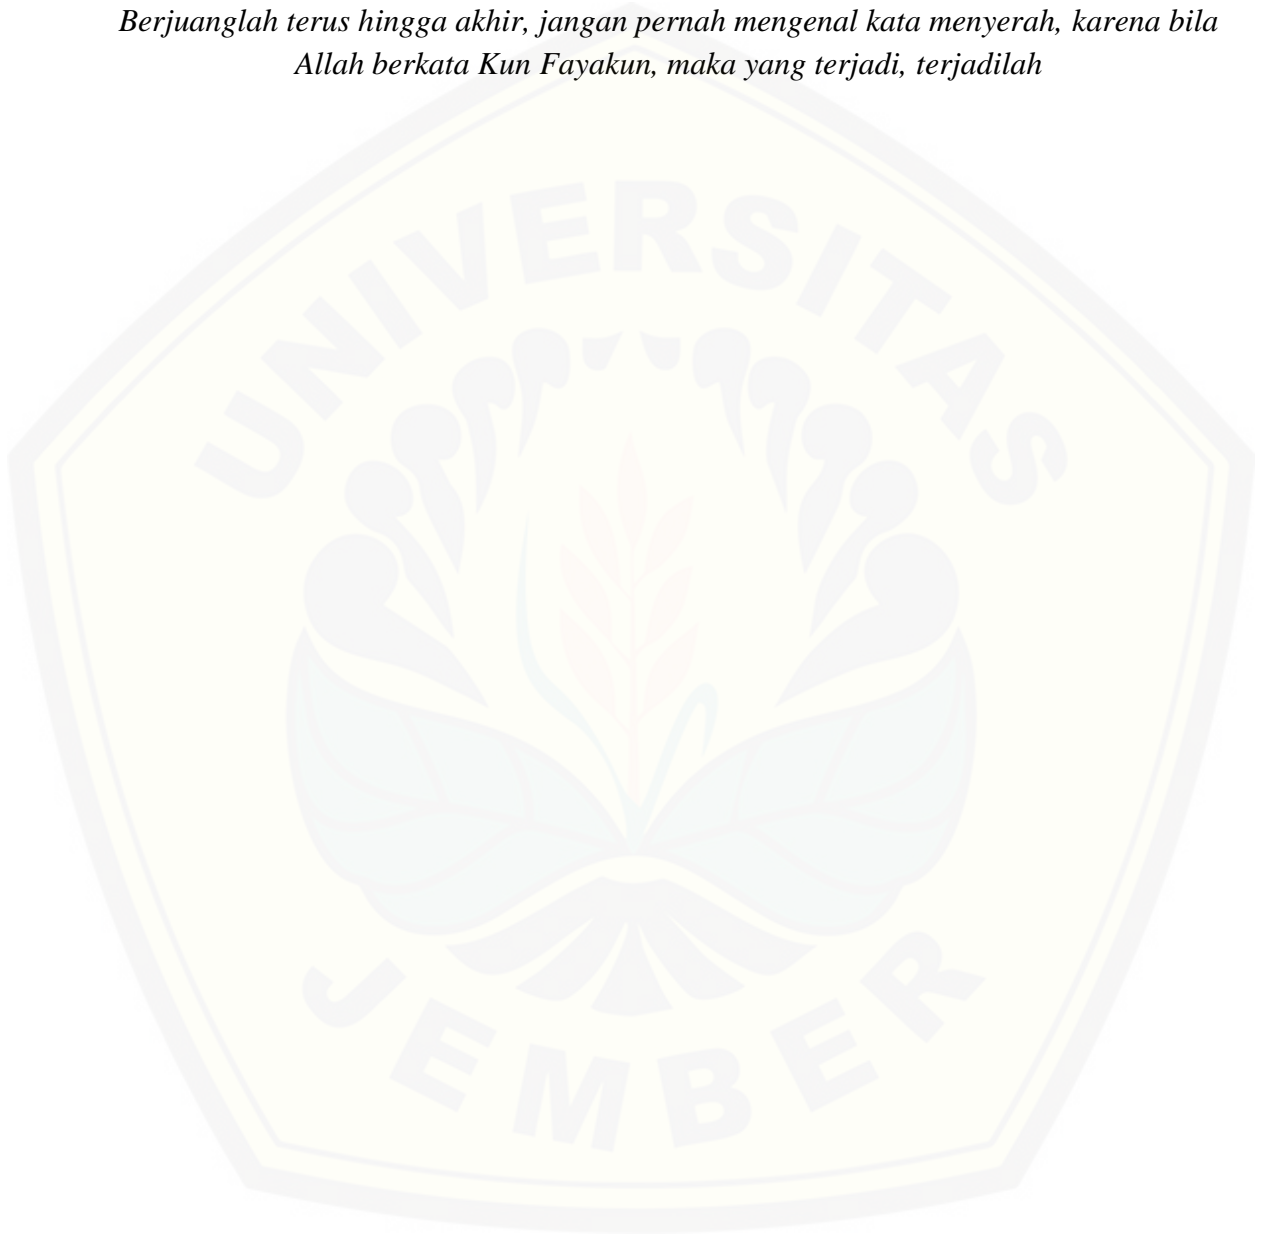 Berjuanglah terus hingga akhir, jangan pernah mengenal kata menyerah, karena bila
Allah berkata Kun Fayakun, maka yang terjadi, terjadilah
UNIVERSITAS
JEMBER